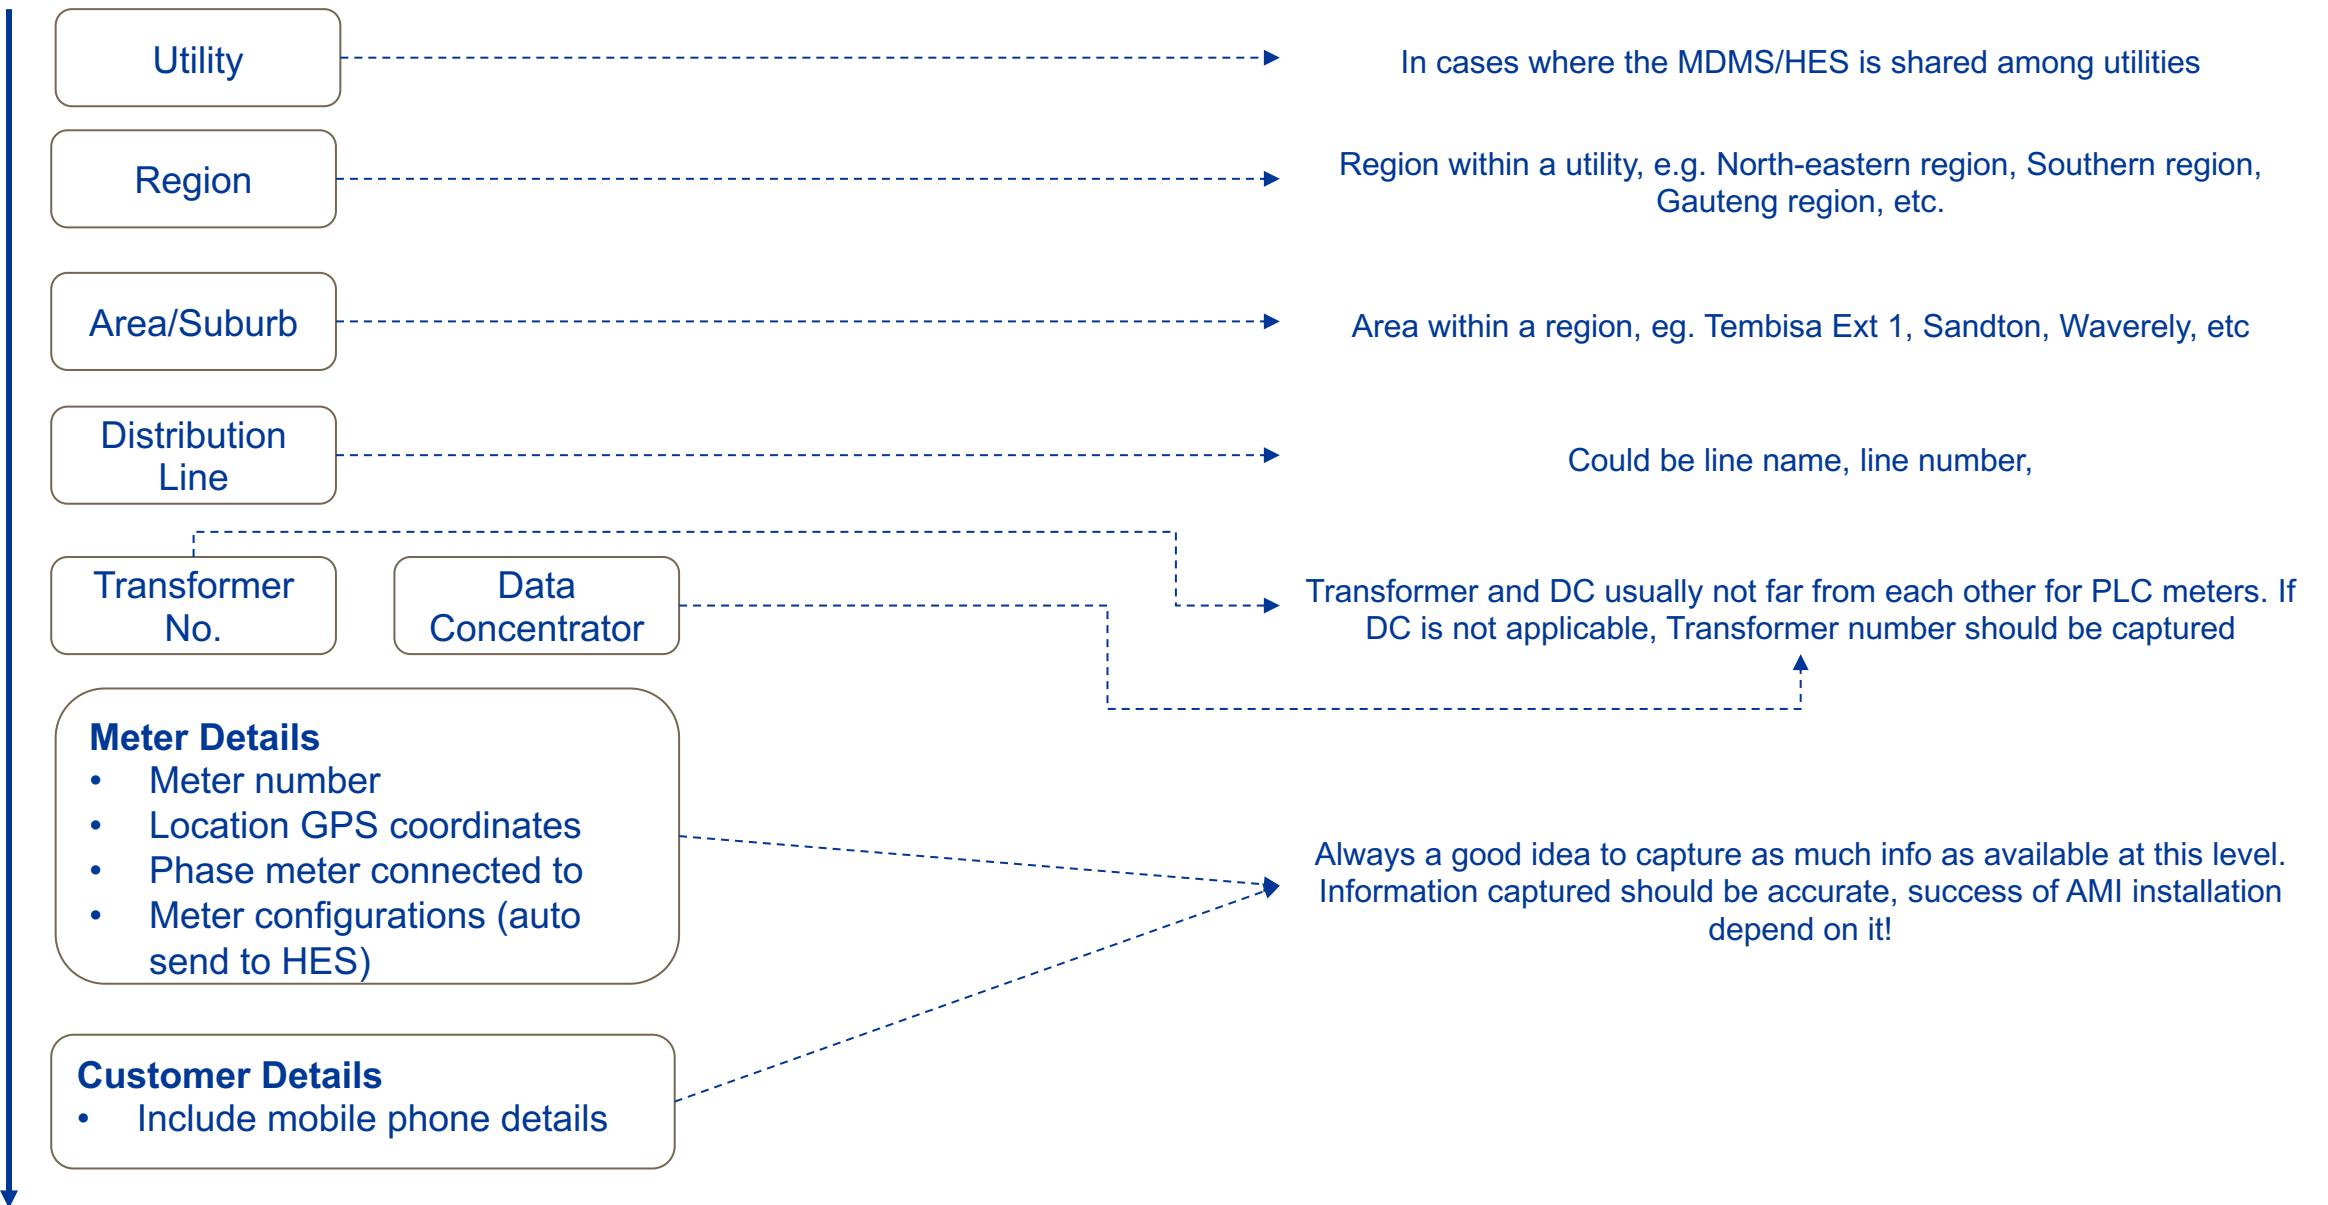 Utility
In cases where the MDMS/HES is shared among utilities
Region
Region within a utility, e.g. North-eastern region, Southern region,
Gauteng region, etc.
Area/Suburb
Area within a region, eg. Tembisa Ext 1, Sandton, Waverely, etc
Distribution
Line
Could be line name, line number,
Transformer
No.
Data
Concentrator
Transformer and DC usually not far from each other for PLC meters. If
DC is not applicable, Transformer number should be captured
Meter Details
• Meter number
• Location GPS coordinates
• Phase meter connected to
• Meter configurations (auto
send to HES)
Always a good idea to capture as much info as available at this level.
Information captured should be accurate, success of AMI installation
depend on it!
Customer Details
• Include mobile phone details